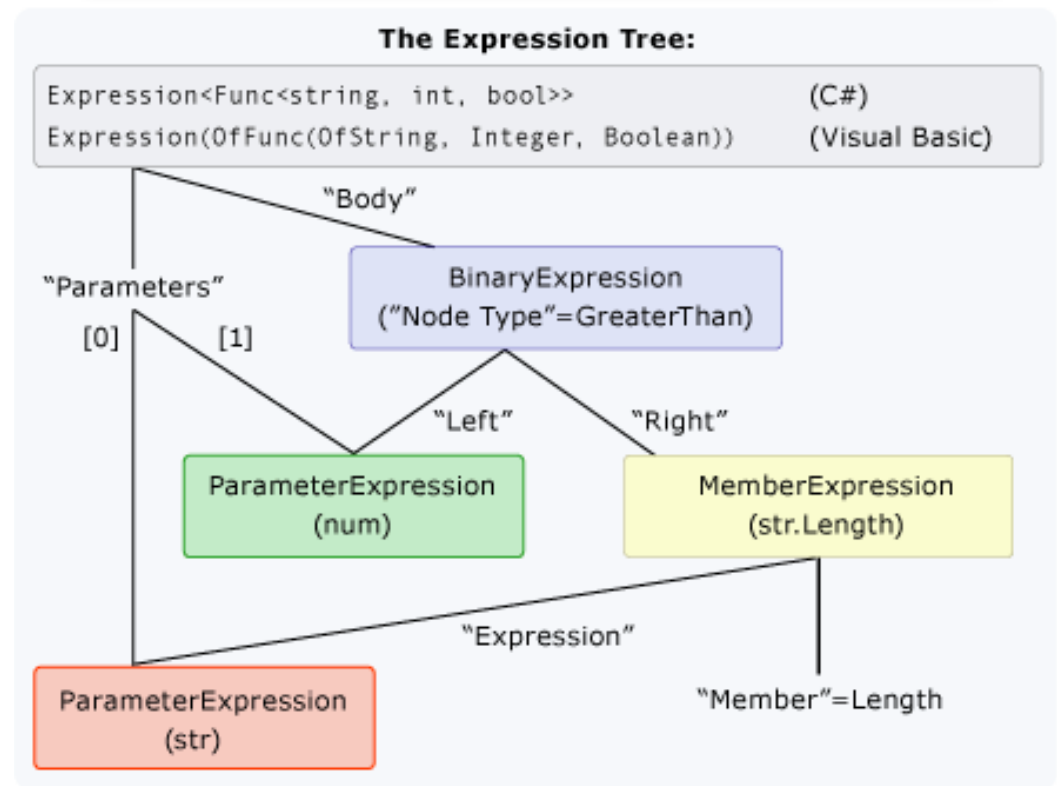 The Expression Tree:
Expression<Func<string, int, bool>> (C#)
Expression(OfFunc(OfString, Integer, Boolean)) (Visual Basic)
“Body”
“Parameters”
BinaryExpression
(”Node Type”=GreaterThan)
[0] [1]
“Left” “Right”
ParameterExpression
(num)
MemberExpression
(str.Length)
“Expression”
ParameterExpression
(str)
“Member”=Length